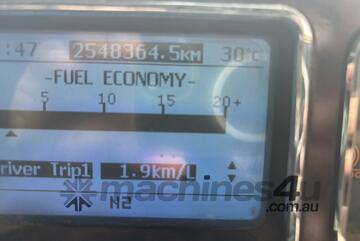 :47 2548364.5KM 30°C
-FUEL ECONOMY-
5 10 15 20+
river Trip1 1.9km/L
machines4u
.com.au
N2